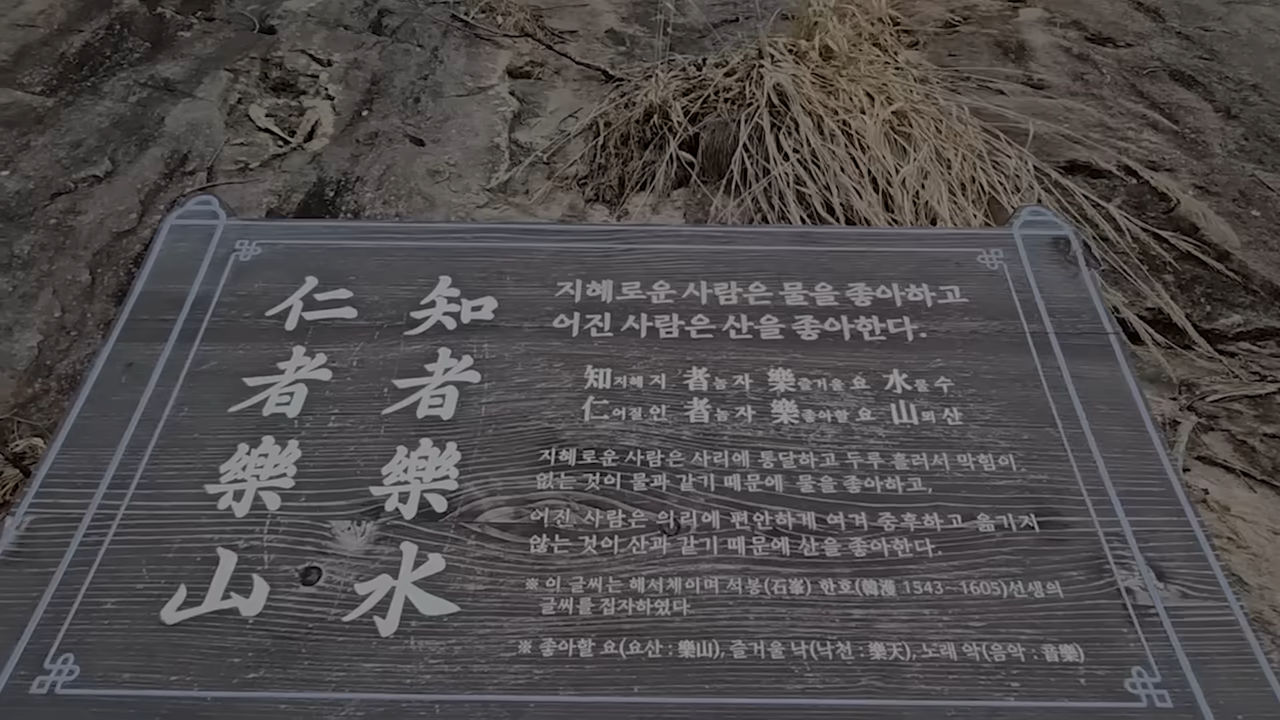 知者樂水
仁者樂山
지혜로운 사람은 물을 좋아하고
어진 사람은 산을 좋아한다.
知지혜 지 者놈 자 樂즐거울 요 水물 수
仁어질 인 者놈 자 樂좋아할 요 山뫼 산
지혜로운 사람은 사리에 통달하고 두루 흘러서 막힘이
없는 것이 물과 같기 때문에 물을 좋아하고,
어진 사람은 의리에 편안하게 여겨 중후하고 옮기지
않는 것이 산과 같기 때문에 산을 좋아한다.
※ 이 글씨는 해서체이며 석봉(石峯) 한호(韓濩 1543~1605)선생의
글씨를 집자하였다.
※ 좋아할 요(요산 : 樂山), 즐거울 낙(낙천 : 樂天), 노래 악(음악 : 音樂)